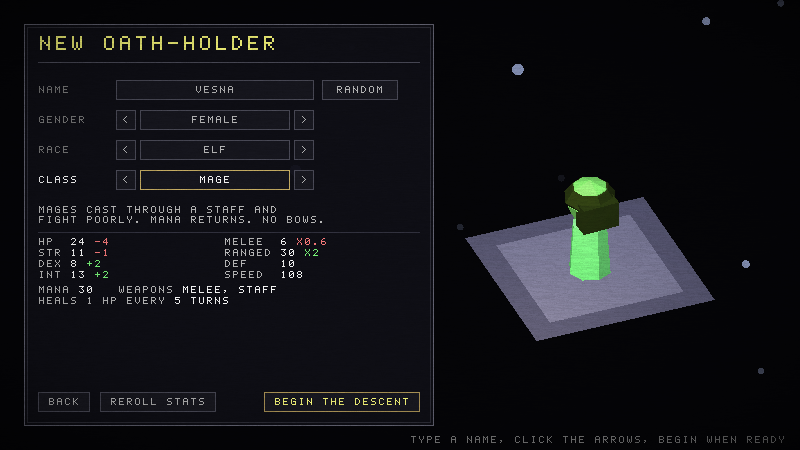 NEW OATH-HOLDER
NAME VESNA RANDOM
GENDER < FEMALE >
RACE < ELF >
CLASS < MAGE >
MAGES CAST THROUGH A STAFF AND
FIGHT POORLY. MANA RETURNS. NO BOWS.
HP 24 -4 MELEE 6 X0.6
STR 11 -1 RANGED 30 X2
DEX 8 +2 DEF 10
INT 13 +2 SPEED 108
MANA 30 WEAPONS MELEE, STAFF
HEALS 1 HP EVERY 5 TURNS
BACK REROLL STATS BEGIN THE DESCENT
TYPE A NAME, CLICK THE ARROWS, BEGIN WHEN READY